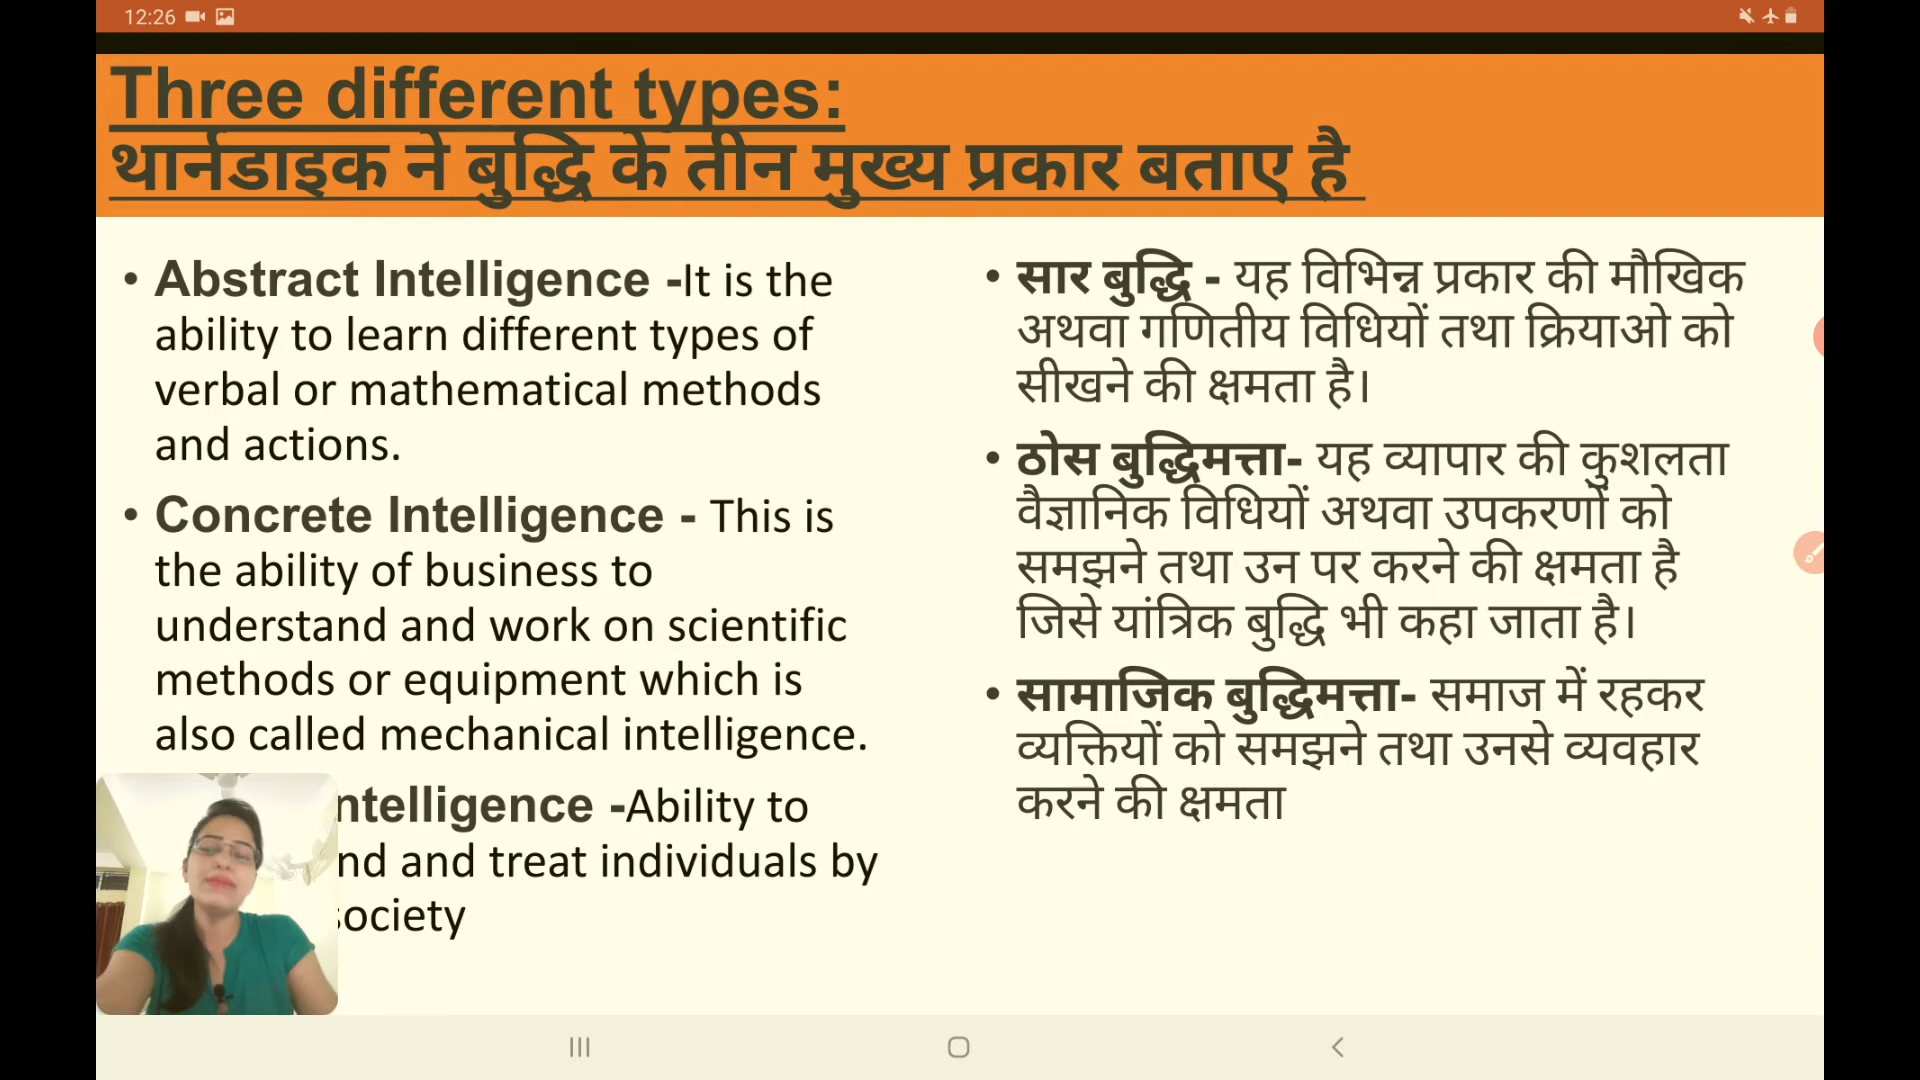 12:26
Three different types:
थार्नडाइक ने बुद्धि के तीन मुख्य प्रकार बताए है
• Abstract Intelligence -It is the
ability to learn different types of
verbal or mathematical methods
and actions.
• Concrete Intelligence - This is
the ability of business to
understand and work on scientific
methods or equipment which is
also called mechanical intelligence.
ntelligence -Ability to
nd and treat individuals by
society
• सार बुद्धि - यह विभिन्न प्रकार की मौखिक
अथवा गणितीय विधियों तथा क्रियाओ को
सीखने की क्षमता है।
• ठोस बुद्धिमत्ता- यह व्यापार की कुशलता
वैज्ञानिक विधियों अथवा उपकरणों को
समझने तथा उन पर करने की क्षमता है
जिसे यांत्रिक बुद्धि भी कहा जाता है।
• सामाजिक बुद्धिमत्ता- समाज में रहकर
व्यक्तियों को समझने तथा उनसे व्यवहार
करने की क्षमता